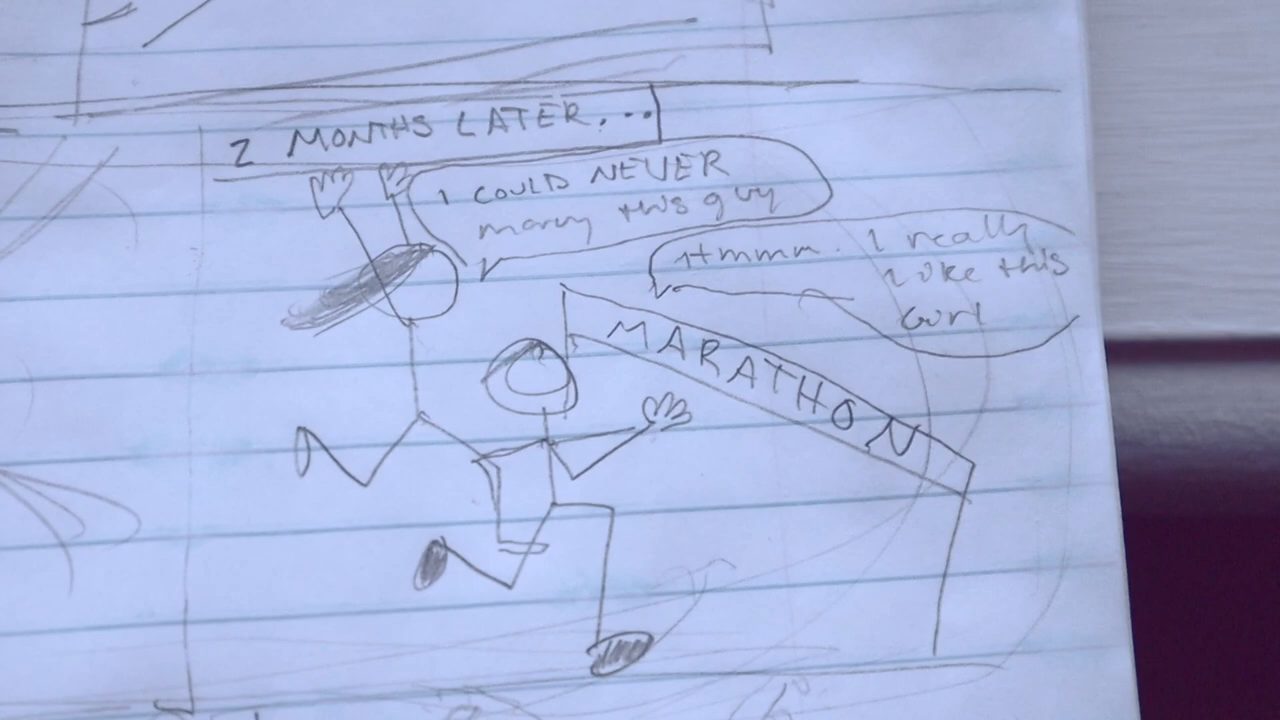 2 MONTHS LATER...
I COULD NEVER
marry this guy
Hmmm. I really
like this
Girl
MARATHON